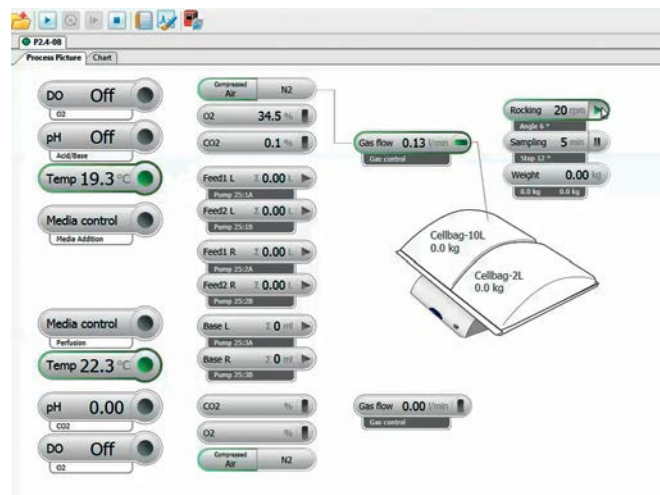 P2.4-08
Process Picture Chart
DO Off
O2
pH Off
Acid/Base
Temp 19.3 °C
Media control
Media Addition
Media control
Perfusion
Temp 22.3 °C
pH 0.00
CO2
DO Off
O2
Compressed
Air N2
O2 34.5 %
CO2 0.1 %
Feed1 L Σ 0.00 L
Pump 25:1A
Feed2 L Σ 0.00 L
Pump 25:1B
Feed1 R Σ 0.00 L
Pump 25:2A
Feed2 R Σ 0.00 L
Pump 25:2B
Base L Σ 0 ml
Pump 25:3A
Base R Σ 0 ml
Pump 25:3B
CO2 %
O2 %
Compressed
Air N2
Gas flow 0.13 l/min
Gas control
Gas flow 0.00 l/min
Gas control
Rocking 20 rpm
Angle 6 °
Sampling 5 min
Stop 12 °
Weight 0.00 kg
0.0 kg 0.0 kg
Cellbag-10L
0.0 kg
Cellbag-2L
0.0 kg